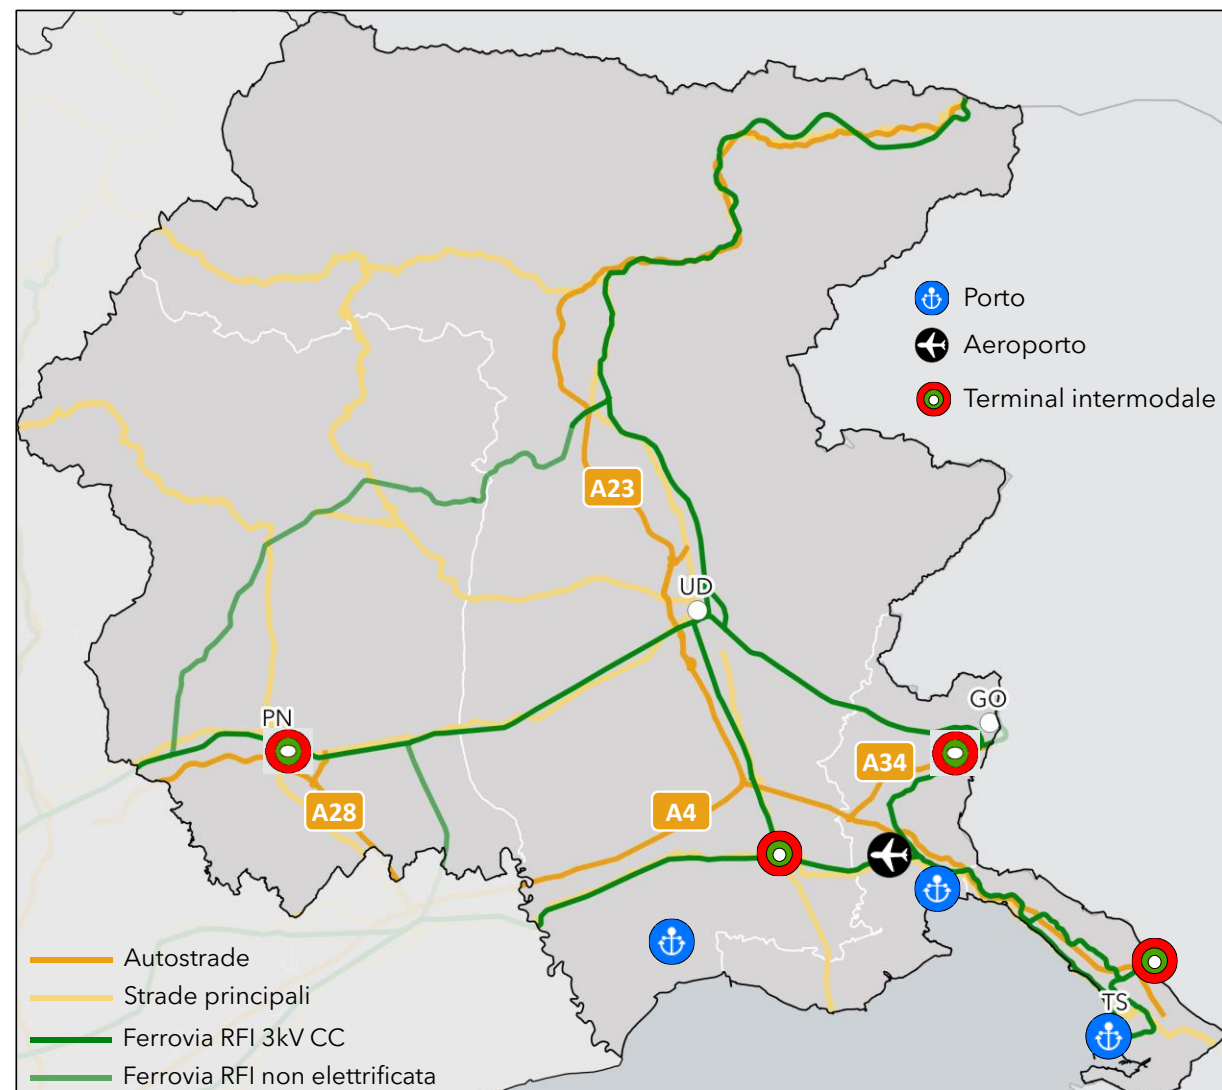 Porto
Aeroporto
Terminal intermodale
A23
UD
GO
PN
A34
A28
A4
TS
Autostrade
Strade principali
Ferrovia RFI 3kV CC
Ferrovia RFI non elettrificata